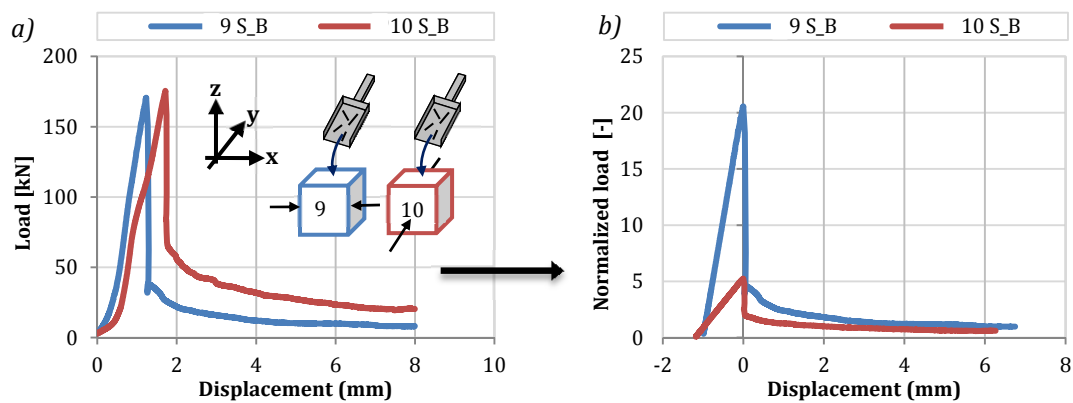 a)
9 S_B
10 S_B
Load [kN]
200
150
100
50
0
0
2
4
6
8
10
Displacement (mm)
z
y
x
9
10
b)
9 S_B
10 S_B
Normalized load [-]
25
20
15
10
5
0
-2
0
2
4
6
8
Displacement (mm)